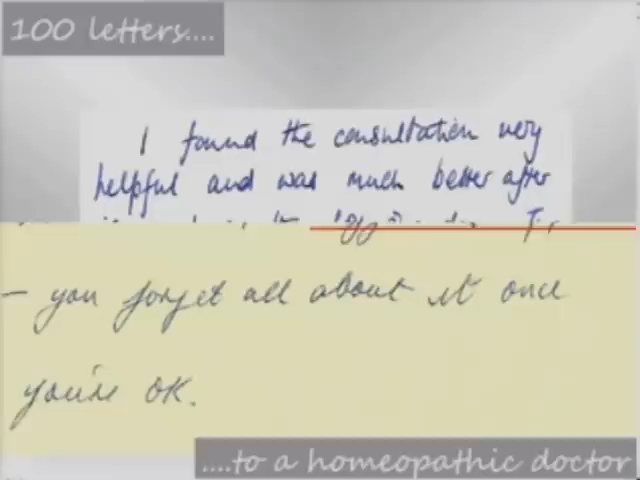 100 letters....
I found the consultation very
helpful and was much better after
- you forget all about it once
you're OK.
....to a homeopathic doctor